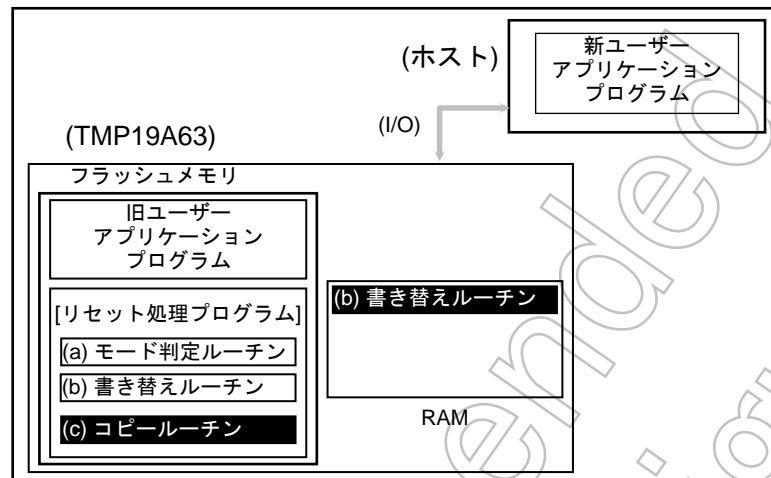 (ホスト)
新ユーザー
アプリケーション
プログラム
(I/O)
(TMP19A63)
フラッシュメモリ
旧ユーザー
アプリケーション
プログラム
[リセット処理プログラム]
(a) モード判定ルーチン
(b) 書き替えルーチン
(c) コピールーチン
(b) 書き替えルーチン
RAM